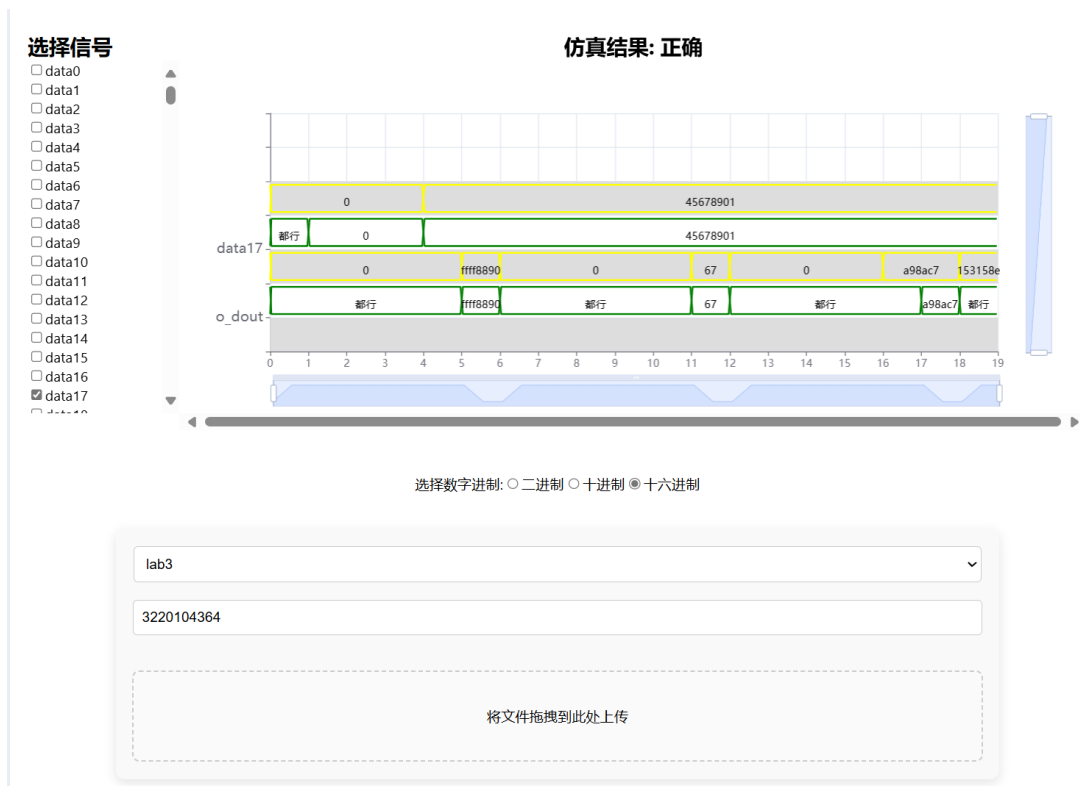 选择信号
data0
data1
data2
data3
data4
data5
data6
data7
data8
data9
data10
data11
data12
data13
data14
data15
data16
data17
仿真结果: 正确
0 45678901
都行 0 45678901
data17
0 ffff8890 0 67 0 a98ac7 153158e
都行 ffff8890 都行 67 都行 a98ac7 都行
o_dout
0 1 2 3 4 5 6 7 8 9 10 11 12 13 14 15 16 17 18 19
选择数字进制: 二进制 十进制 十六进制
lab3
3220104364
将文件拖拽到此处上传